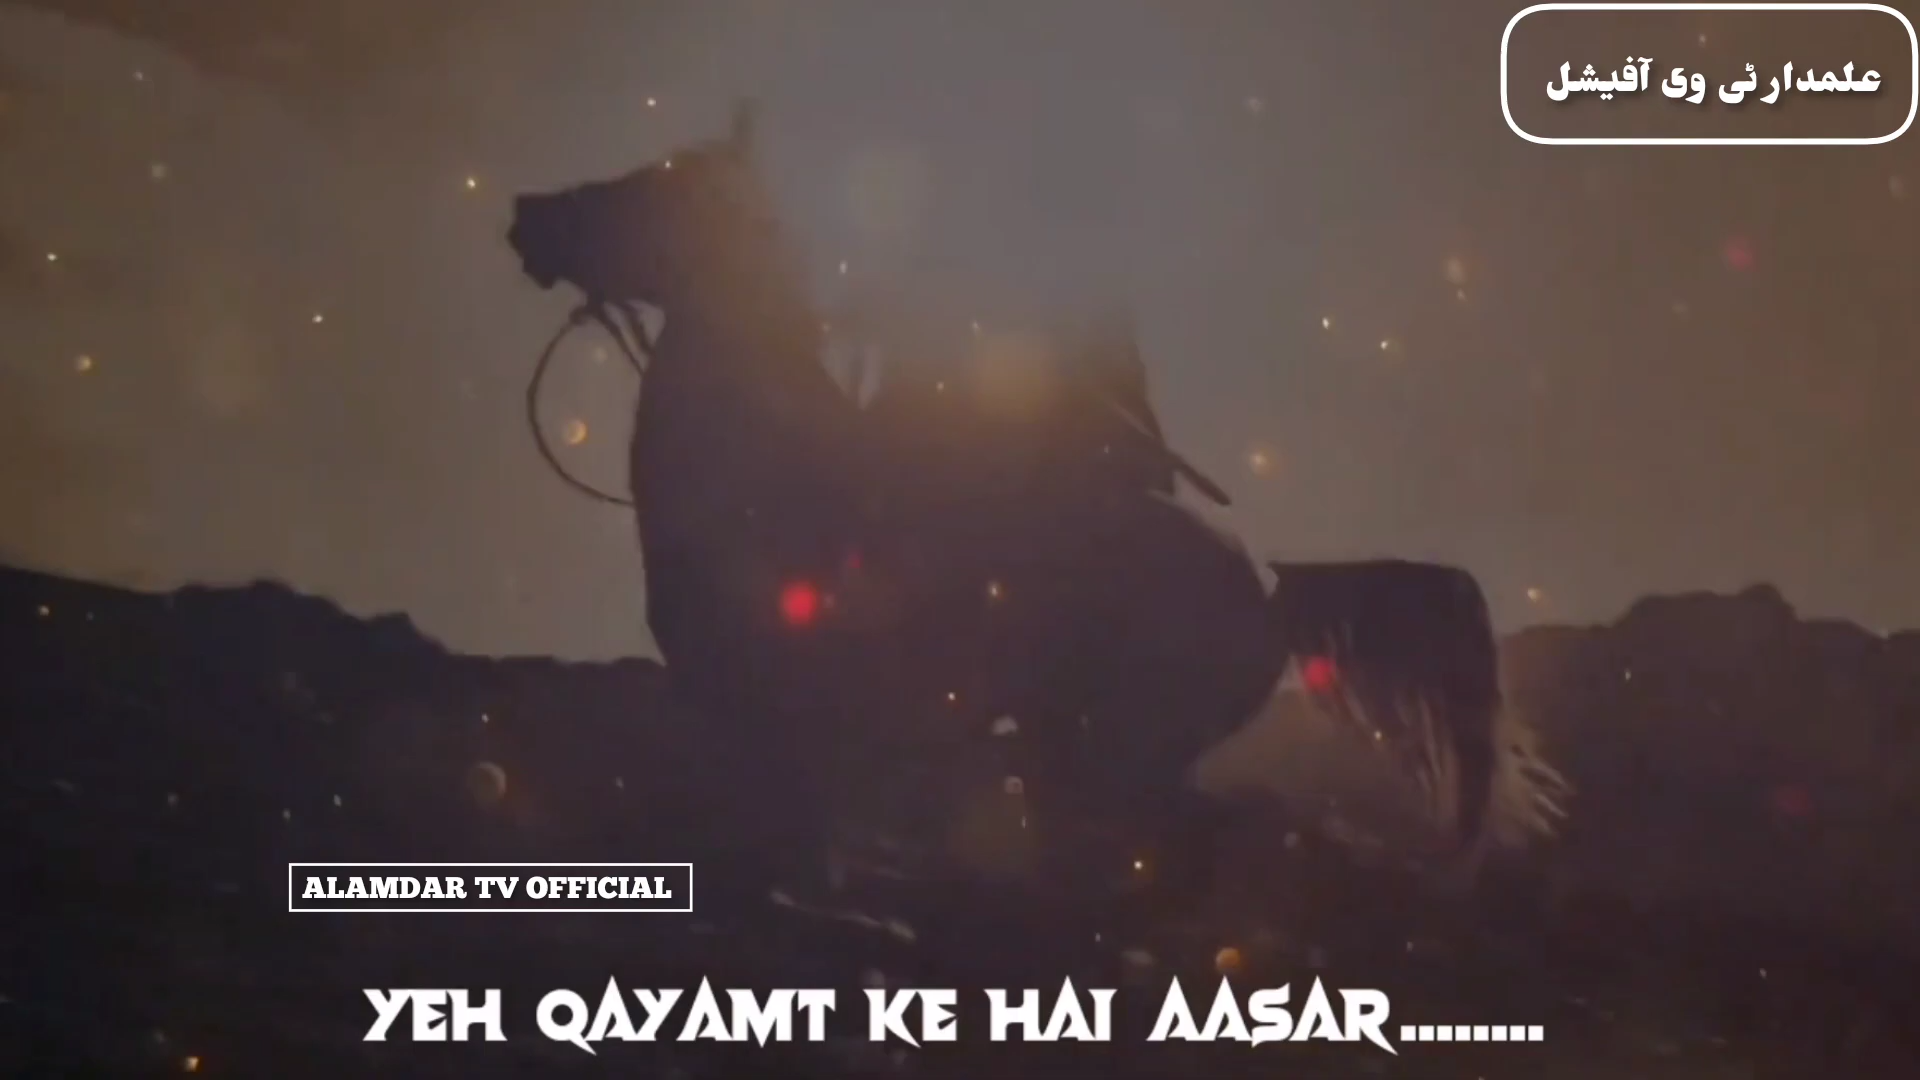 علمدار ٹی وی آفیشل
ALAMDAR TV OFFICIAL
YEH QAYAMT KE HAI AASAR........